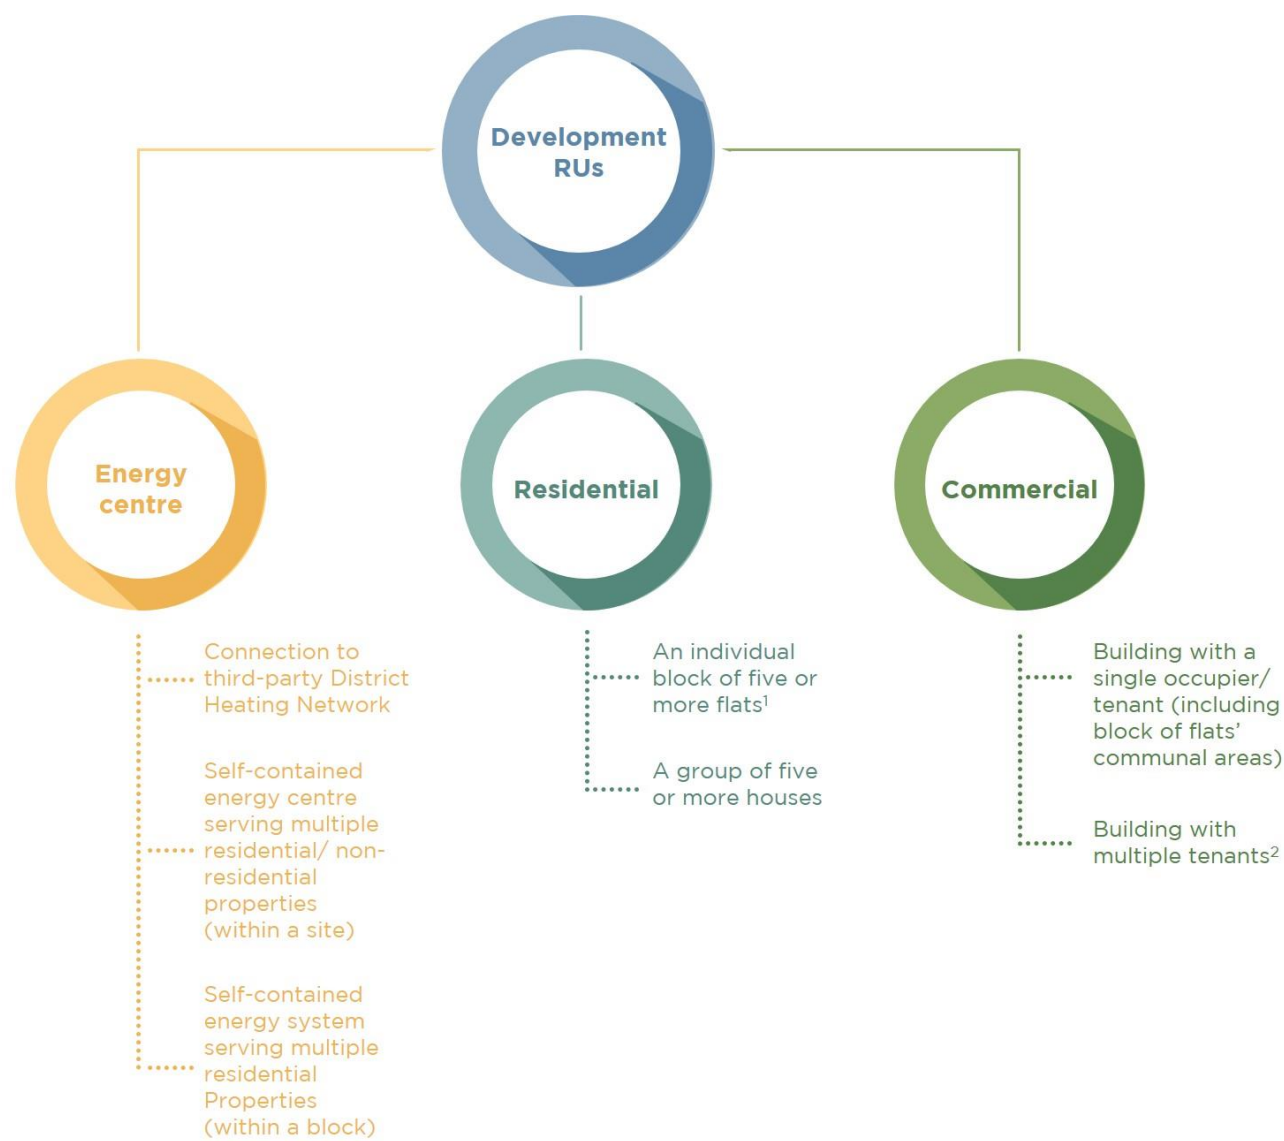 Development
RUs
Energy
centre
Residential
Commercial
Connection to
third-party District
Heating Network
Self-contained
energy centre
serving multiple
residential/ non-
residential
properties
(within a site)
Self-contained
energy system
serving multiple
residential
Properties
(within a block)
An individual
block of five or
more flats¹
A group of five
or more houses
Building with a
single occupier/
tenant (including
block of flats’
communal areas)
Building with
multiple tenants²